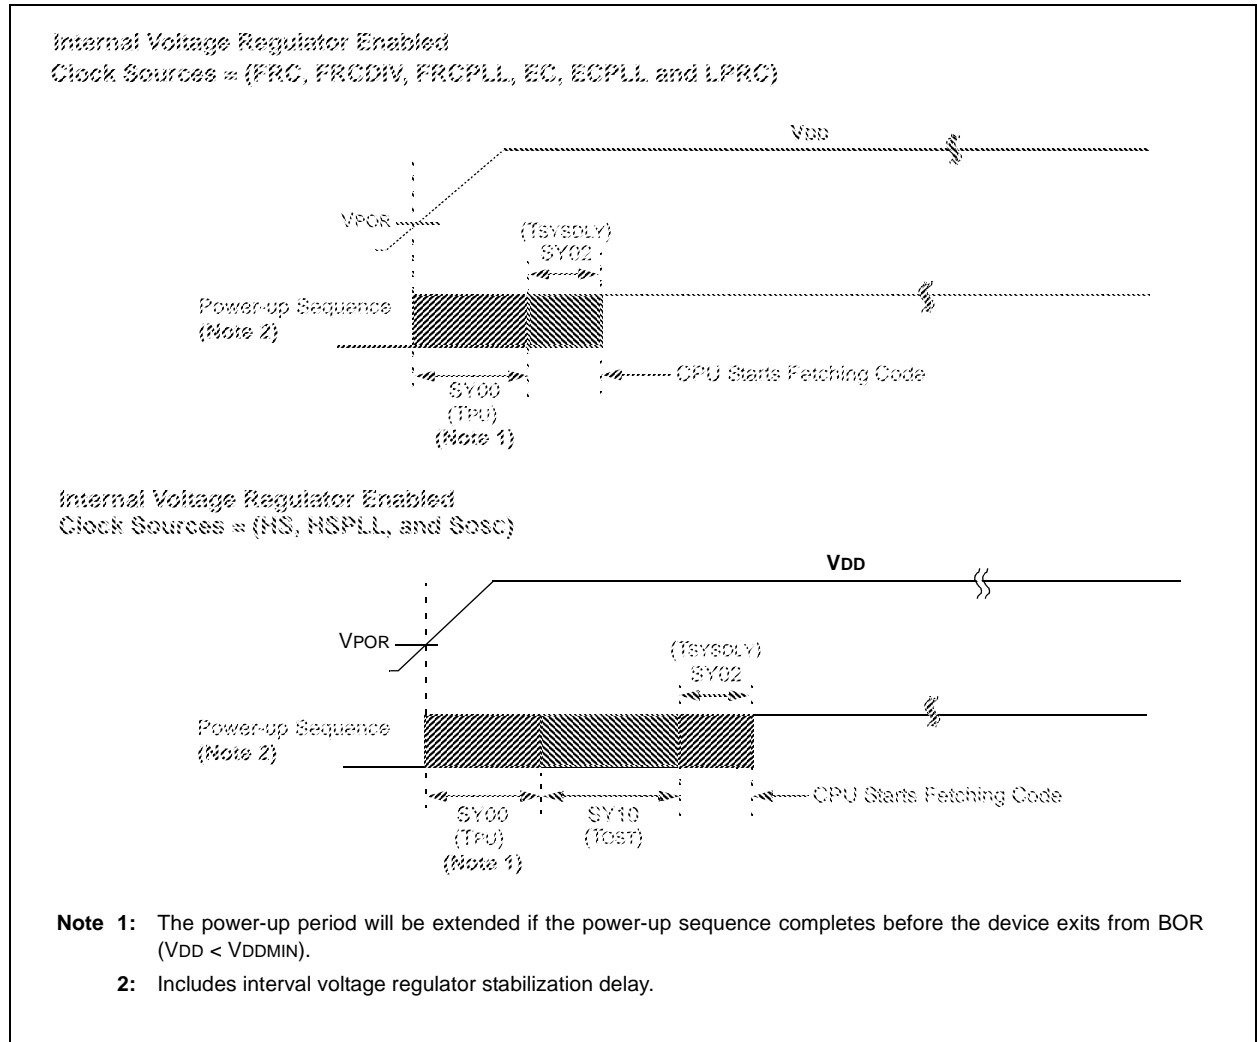 Internal Voltage Regulator Enabled
Clock Sources = (FRC, FRCDIV, FRCPLL, EC, ECPLL and LPRC)
VDD
VPOR
(TSYSDLY)
SY02
Power-up Sequence
(Note 2)
CPU Starts Fetching Code
SY00
(TPU)
(Note 1)
Internal Voltage Regulator Enabled
Clock Sources = (HS, HSPLL, and SOSC)
VDD
VPOR
(TSYSDLY)
SY02
Power-up Sequence
(Note 2)
CPU Starts Fetching Code
SY00
(TPU)
(Note 1)
SY10
(TOST)
Note 1: The power-up period will be extended if the power-up sequence completes before the device exits from BOR
(VDD < VDDMIN).
2: Includes interval voltage regulator stabilization delay.